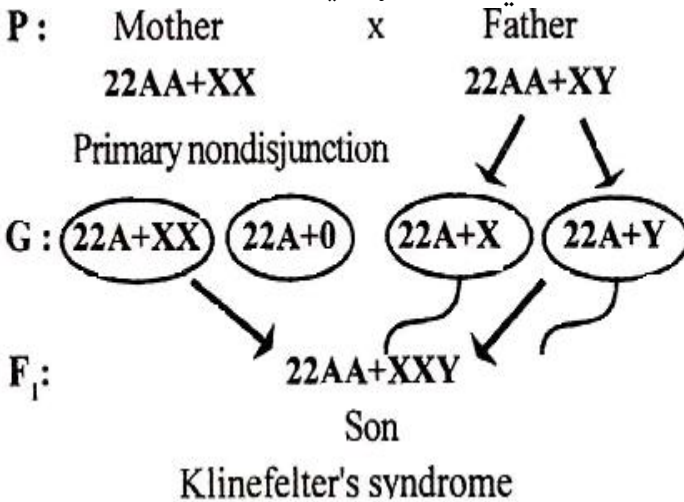 P : Mother x Father
22AA+XX 22AA+XY
Primary nondisjunction
G : 22A+XX 22A+0 22A+X 22A+Y
F1: 22AA+XXY
Son
Klinefelter's syndrome